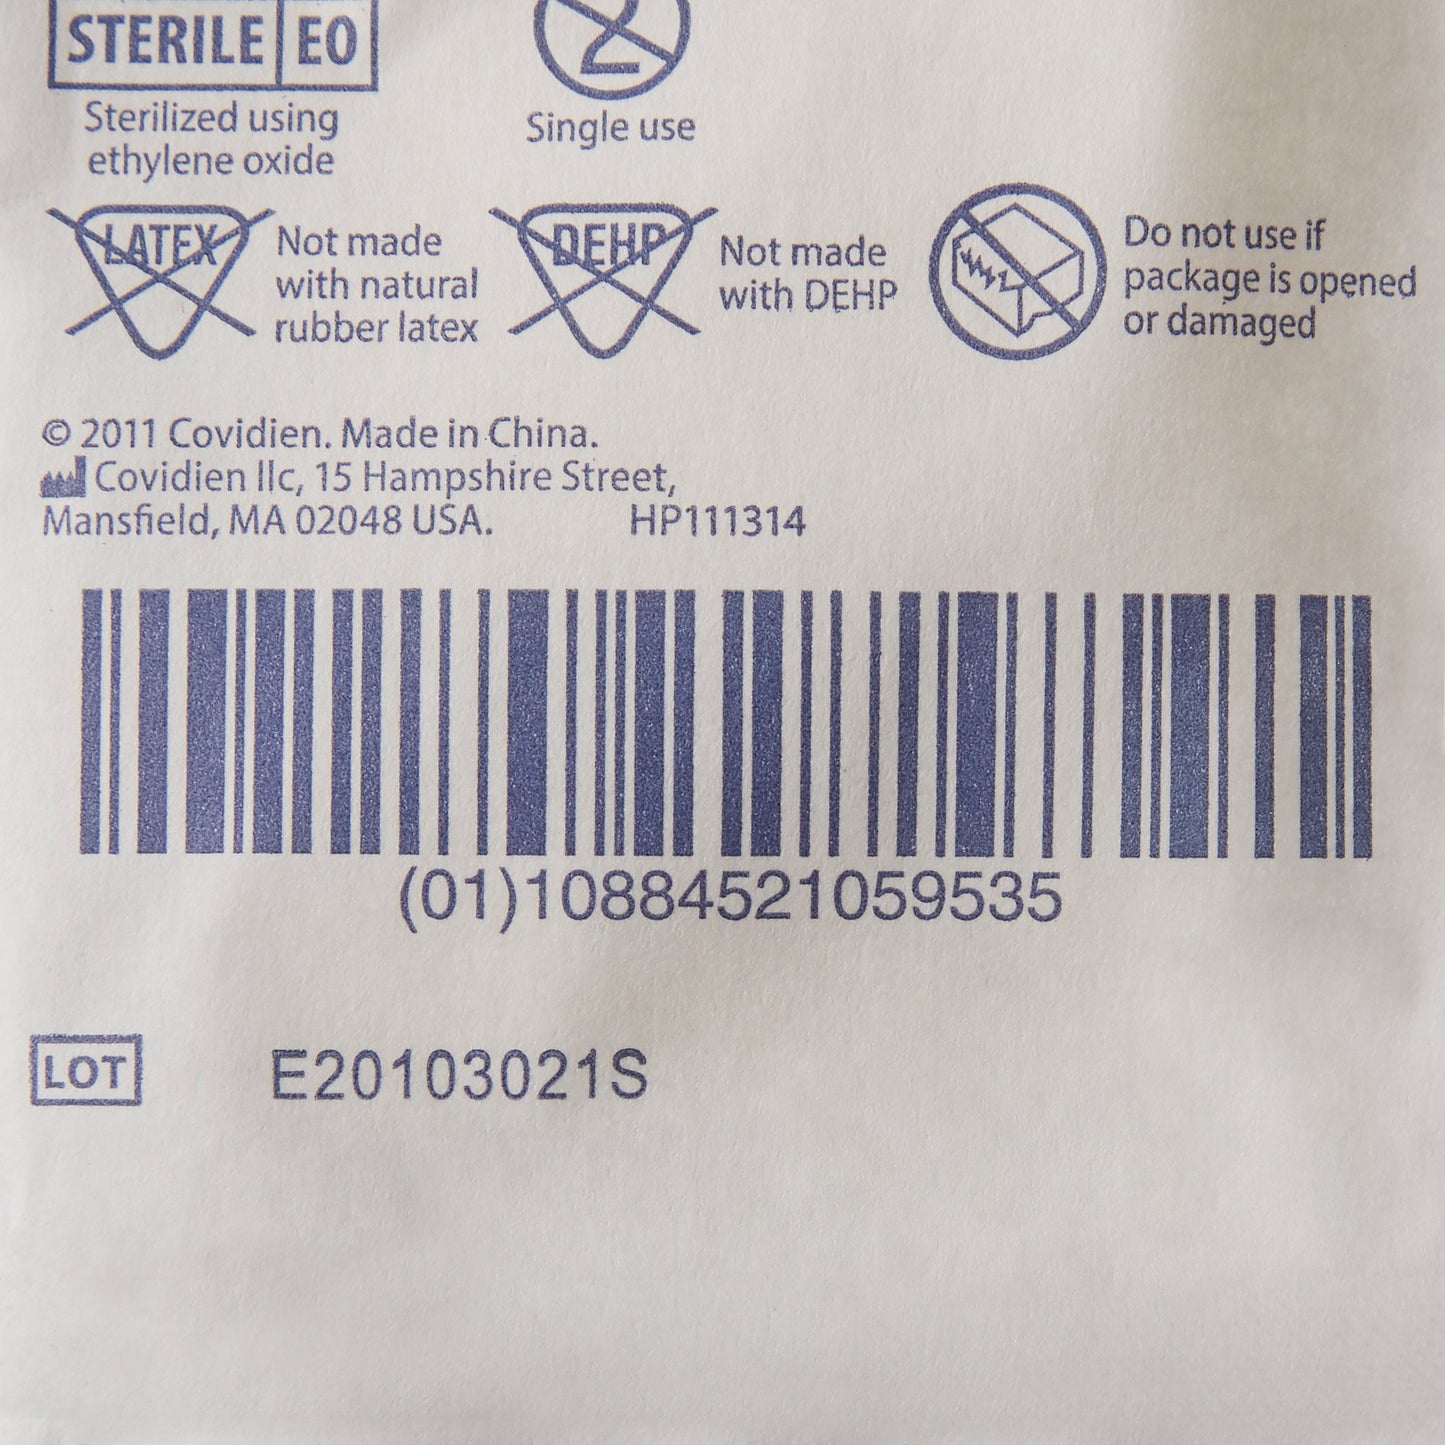 STERILE EO
2
Sterilized using
ethylene oxide
Single use
LATEX
Not made
with natural
rubber latex
DEHP
Not made
with DEHP
Do not use if
package is opened
or damaged
© 2011 Covidien. Made in China.
Covidien llc, 15 Hampshire Street,
Mansfield, MA 02048 USA. HP111314
(01)10884521059535
LOT E20103021S